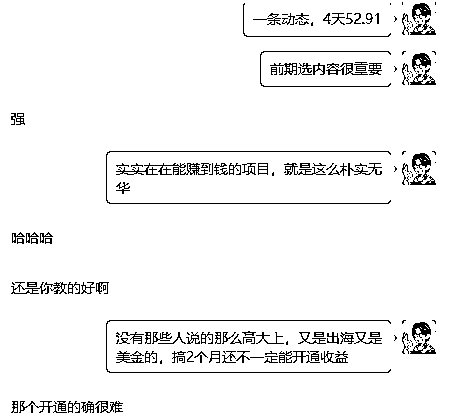 一条动态，4天52.91
前期选内容很重要
强
实实在在能赚到钱的项目，就是这么朴实无
华
哈哈哈
还是你教的好啊
没有那些人说的那么高大上，又是出海又是
美金的，搞2个月还不一定能开通收益
那个开通的确很难